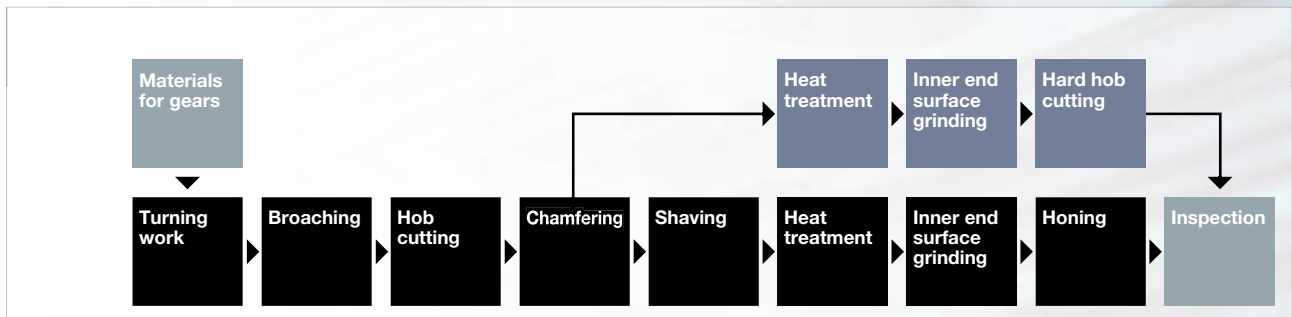 Materials
for gears
Heat
treatment
Inner end
surface
grinding
Hard hob
cutting
Turning
work
Broaching
Hob
cutting
Chamfering
Shaving
Heat
treatment
Inner end
surface
grinding
Honing
Inspection